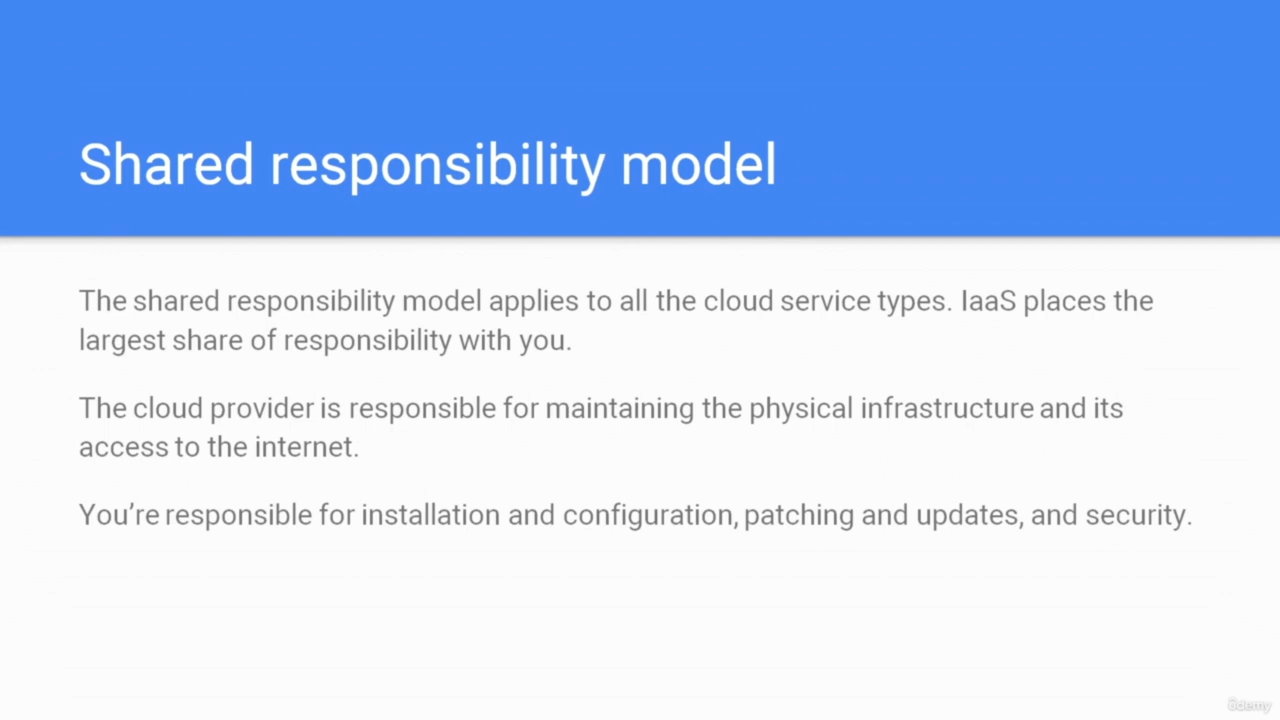 Shared responsibility model
The shared responsibility model applies to all the cloud service types. IaaS places the
largest share of responsibility with you.
The cloud provider is responsible for maintaining the physical infrastructure and its
access to the internet.
You’re responsible for installation and configuration, patching and updates, and security.
ûdemy